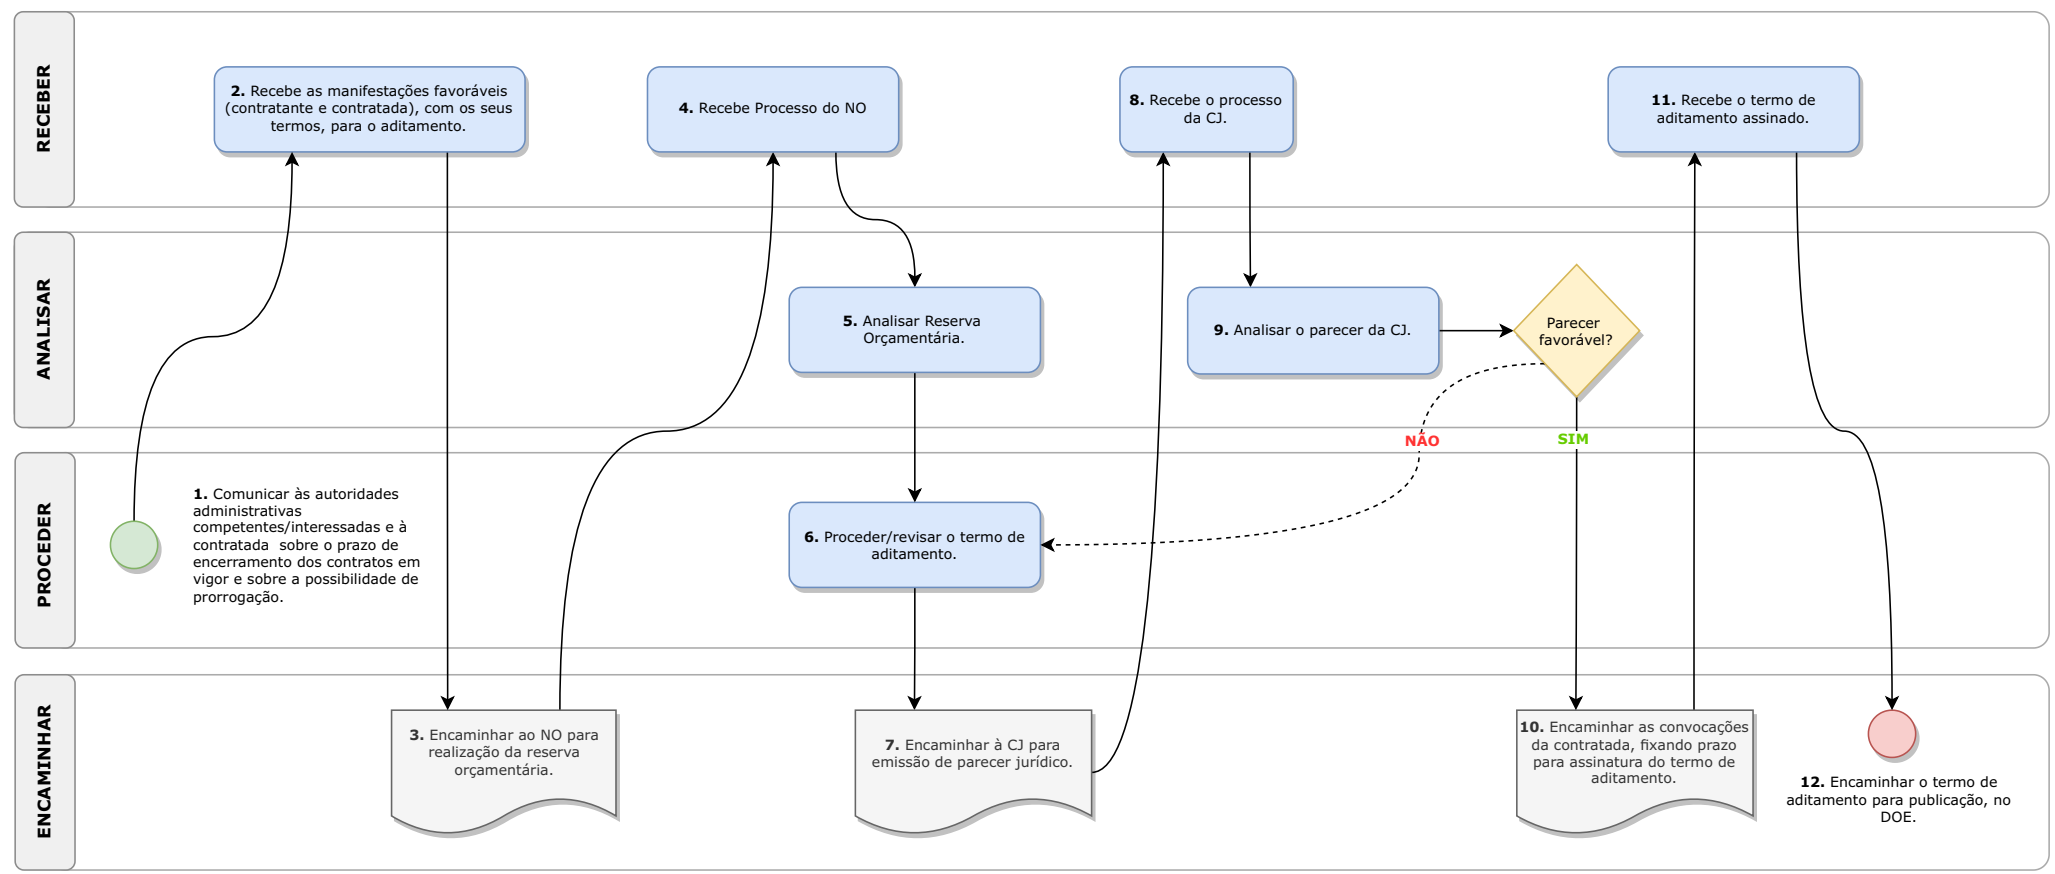 RECEBER
2. Recebe as manifestações favoráveis
(contratante e contratada), com os seus
termos, para o aditamento.
4. Recebe Processo do NO
8. Recebe o processo
da CJ.
11. Recebe o termo de
aditamento assinado.
ANALISAR
5. Analisar Reserva
Orçamentária.
9. Analisar o parecer da CJ.
Parecer
favorável?
NÃO
SIM
PROCEDER
1. Comunicar às autoridades
administrativas
competentes/interessadas e à
contratada  sobre o prazo de
encerramento dos contratos em
vigor e sobre a possibilidade de
prorrogação.
6. Proceder/revisar o termo de
aditamento.
ENCAMINHAR
3. Encaminhar ao NO para
realização da reserva
orçamentária.
7. Encaminhar à CJ para
emissão de parecer jurídico.
10. Encaminhar as convocações
da contratada, fixando prazo
para assinatura do termo de
aditamento.
12. Encaminhar o termo de
aditamento para publicação, no
DOE.